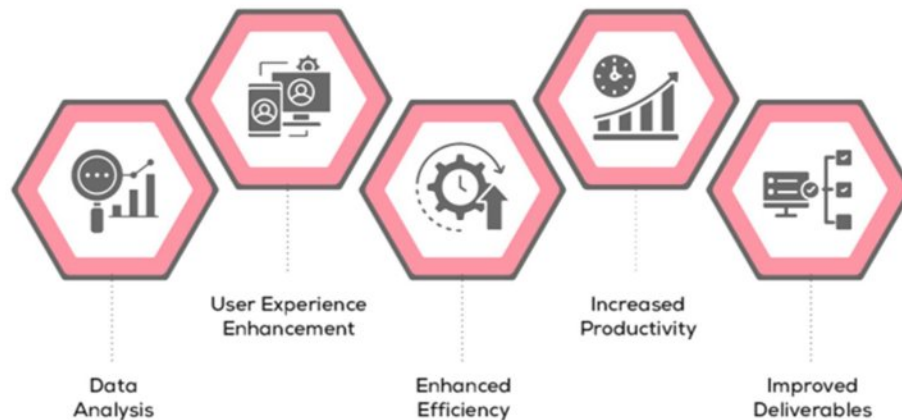 Data
Analysis
User Experience
Enhancement
Enhanced
Efficiency
Increased
Productivity
Improved
Deliverables